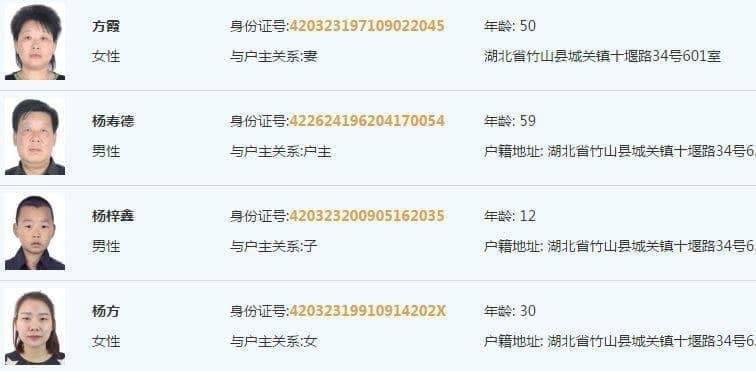 方霞 身份证号:420323197109022045 年龄: 50
女性 与户主关系:妻 湖北省竹山县城关镇十堰路34号601室
杨寿德 身份证号:422624196204170054 年龄: 59
男性 与户主关系:户主 户籍地址: 湖北省竹山县城关镇十堰路34号6
杨梓鑫 身份证号:420323200905162035 年龄: 12
男性 与户主关系:子 户籍地址: 湖北省竹山县城关镇十堰路34号6
杨方 身份证号:42032319910914202X 年龄: 30
女性 与户主关系:女 户籍地址: 湖北省竹山县城关镇十堰路34号6